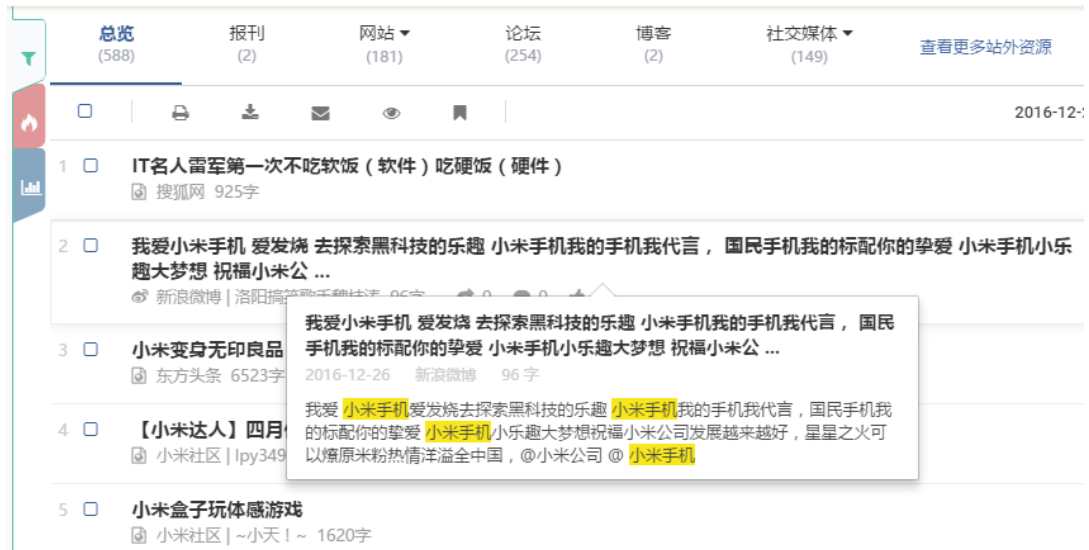 总览 报刊 网站 论坛 博客 社交媒体 查看更多站外资源
(588) (2) (181) (254) (2) (149)
2016-12-
1 IT名人雷军第一次不吃软饭（软件）吃硬饭（硬件）
搜狐网 925字
2 我爱小米手机 爱发烧 去探索黑科技的乐趣 小米手机我的手机我代言， 国民手机我的标配你的挚爱 小米手机小乐
趣大梦想 祝福小米公 ...
新浪微博 | 洛阳搞笑歌手魏桂涛 96字 0 0
我爱小米手机 爱发烧 去探索黑科技的乐趣 小米手机我的手机我代言， 国民
手机我的标配你的挚爱 小米手机小乐趣大梦想 祝福小米公 ...
2016-12-26 新浪微博 96 字
我爱 小米手机爱发烧去探索黑科技的乐趣 小米手机我的手机我代言，国民手机我
的标配你的挚爱 小米手机小乐趣大梦想祝福小米公司发展越来越好，星星之火可
以燎原米粉热情洋溢全中国，@小米公司 @ 小米手机
3 小米变身无印良品
东方头条 6523字
4 【小米达人】四月
小米社区 | lpy349
5 小米盒子玩体感游戏
小米社区 | ~小天！~ 1620字